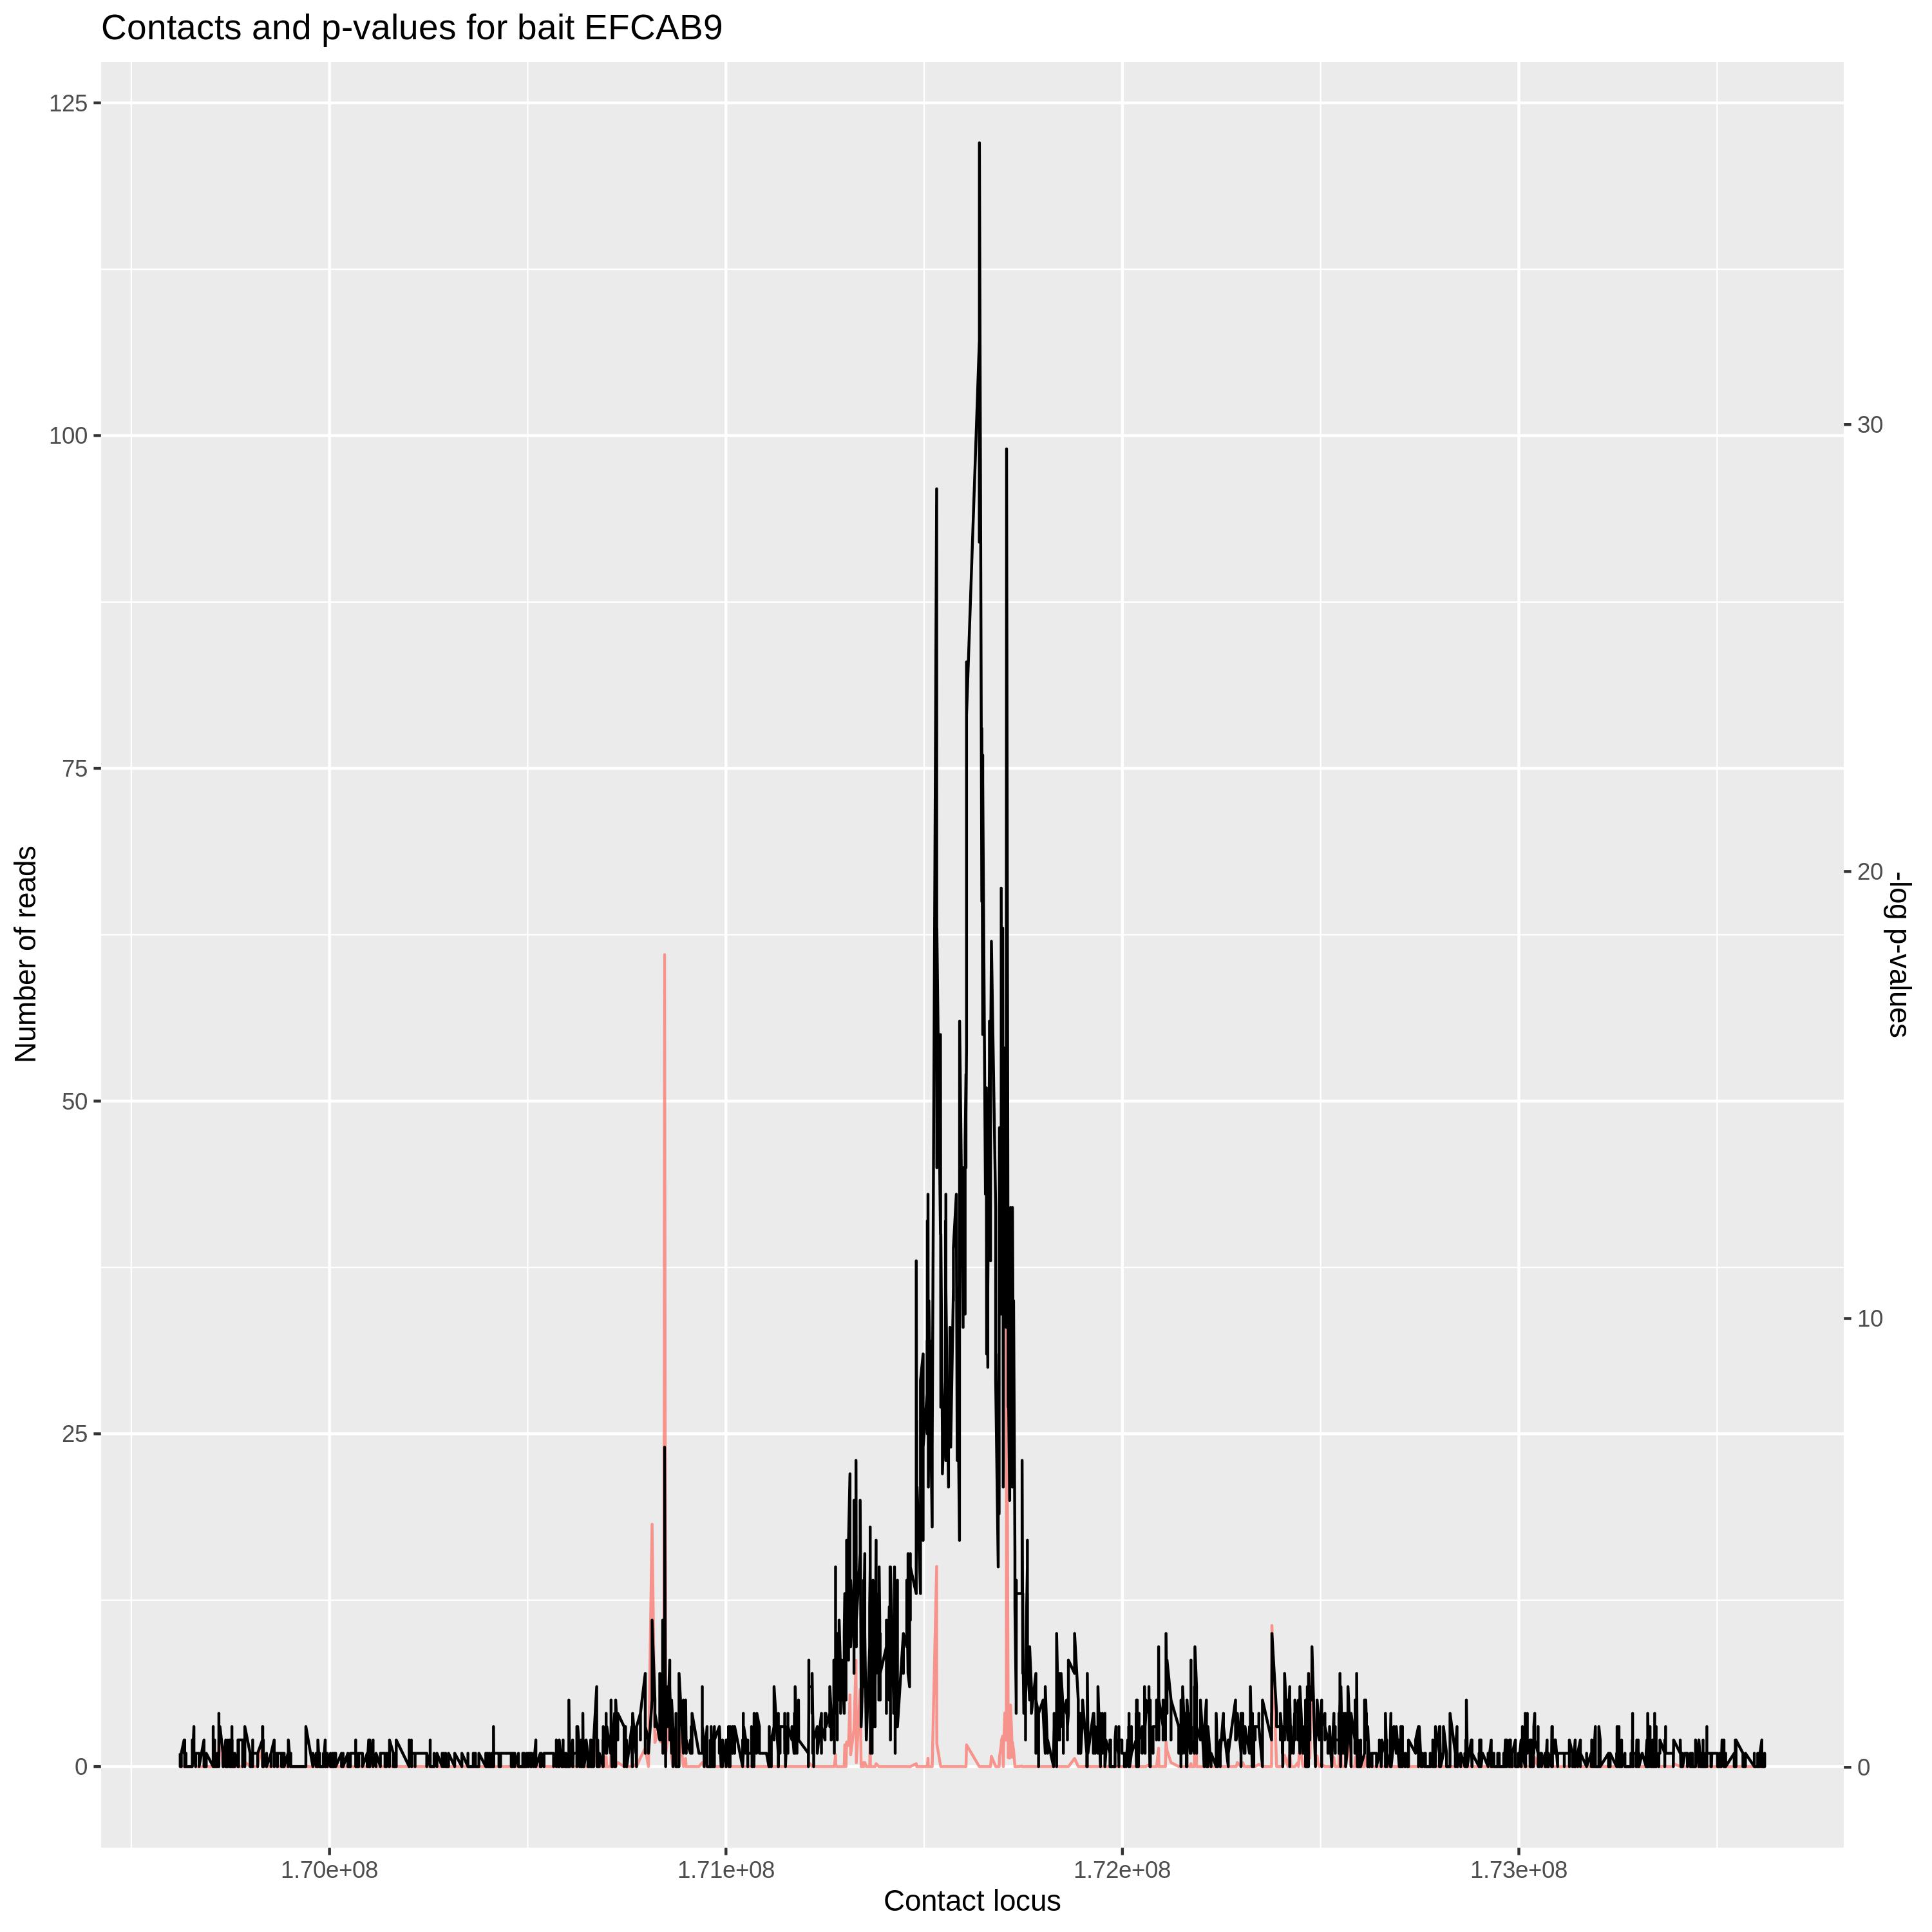 Contacts and p-values for bait EFCAB9
125
100
75
50
25
0
Number of reads
30
20
10
0
-log p-values
1.70e+08
1.71e+08
1.72e+08
1.73e+08
Contact locus